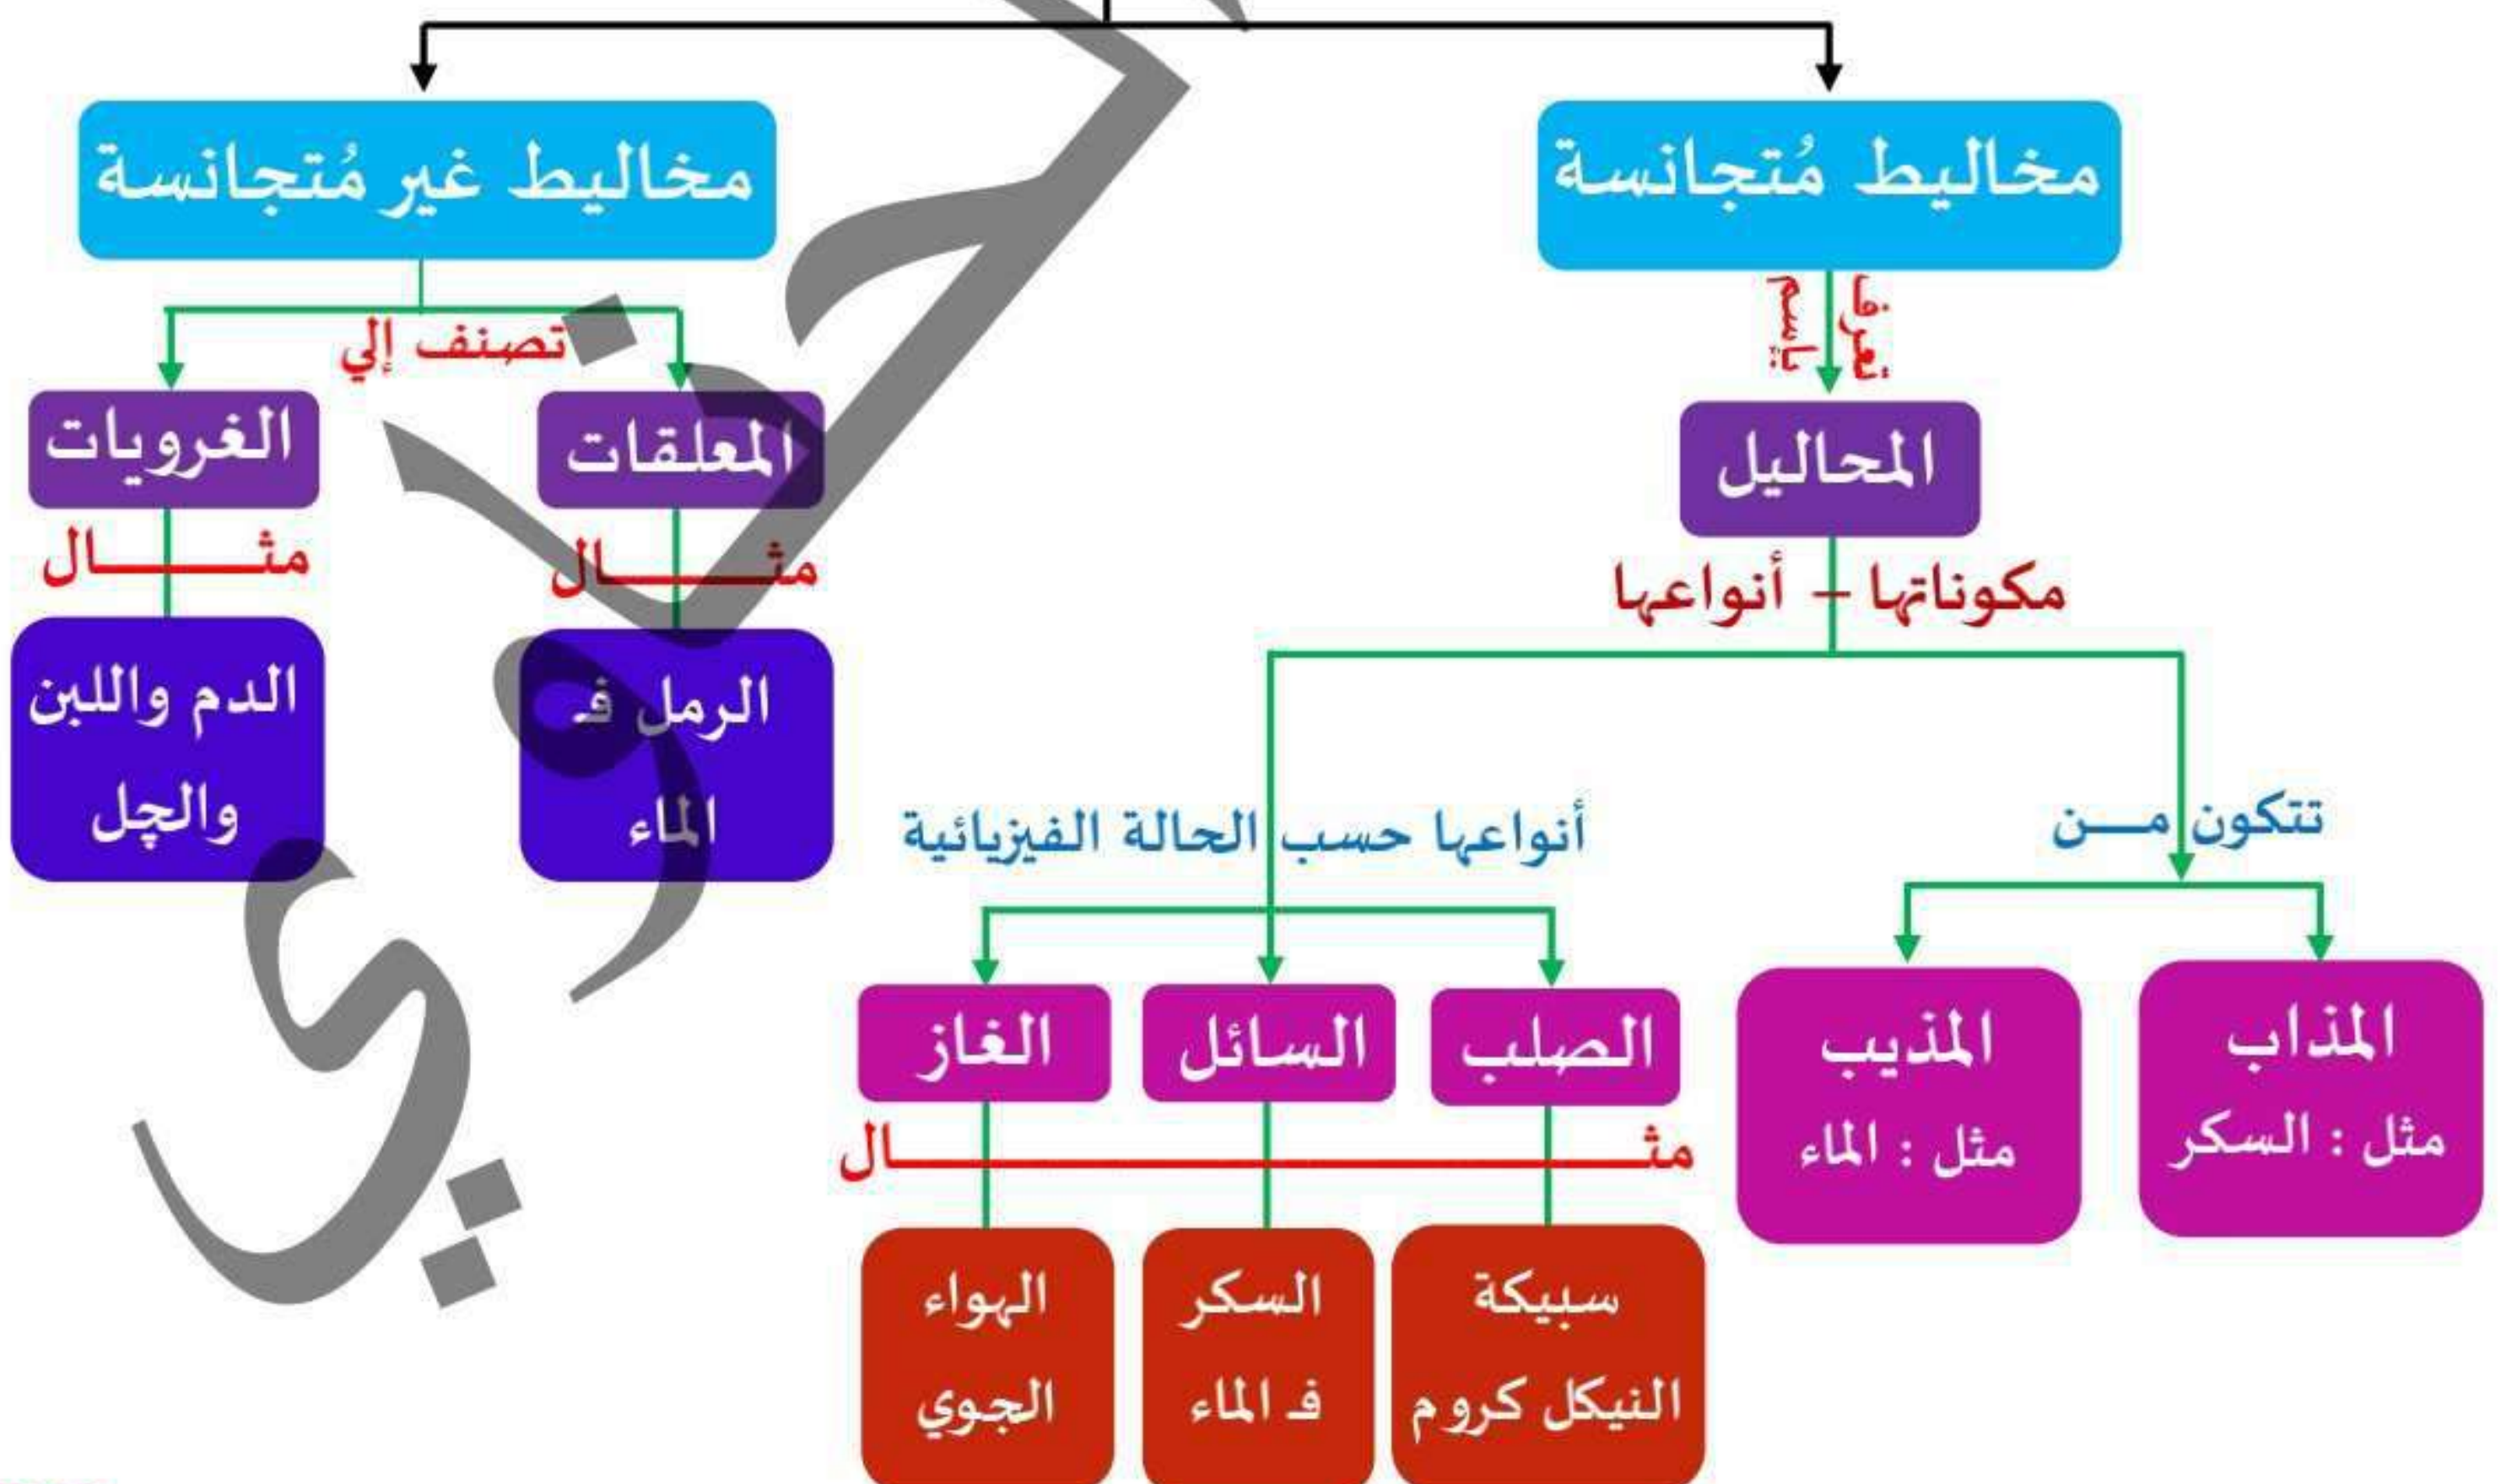 مخاليط مُتجانسة
مخاليط غير مُتجانسة
تعرف
بإسم
تصنف إلي
المحاليل
المعلقات
الغرويات
مكوناتها – أنواعها
مثـــــال
مثـــــال
الرمل فـ
الماء
الدم واللبن
والچل
تتكون مـــن
أنواعها حسب الحالة الفيزيائية
المذاب
مثل : السكر
المذيب
مثل : الماء
الصلب
السائل
الغاز
مثـــــال
سبيكة
النيكل كروم
السكر
فـ الماء
الهواء
الجوي